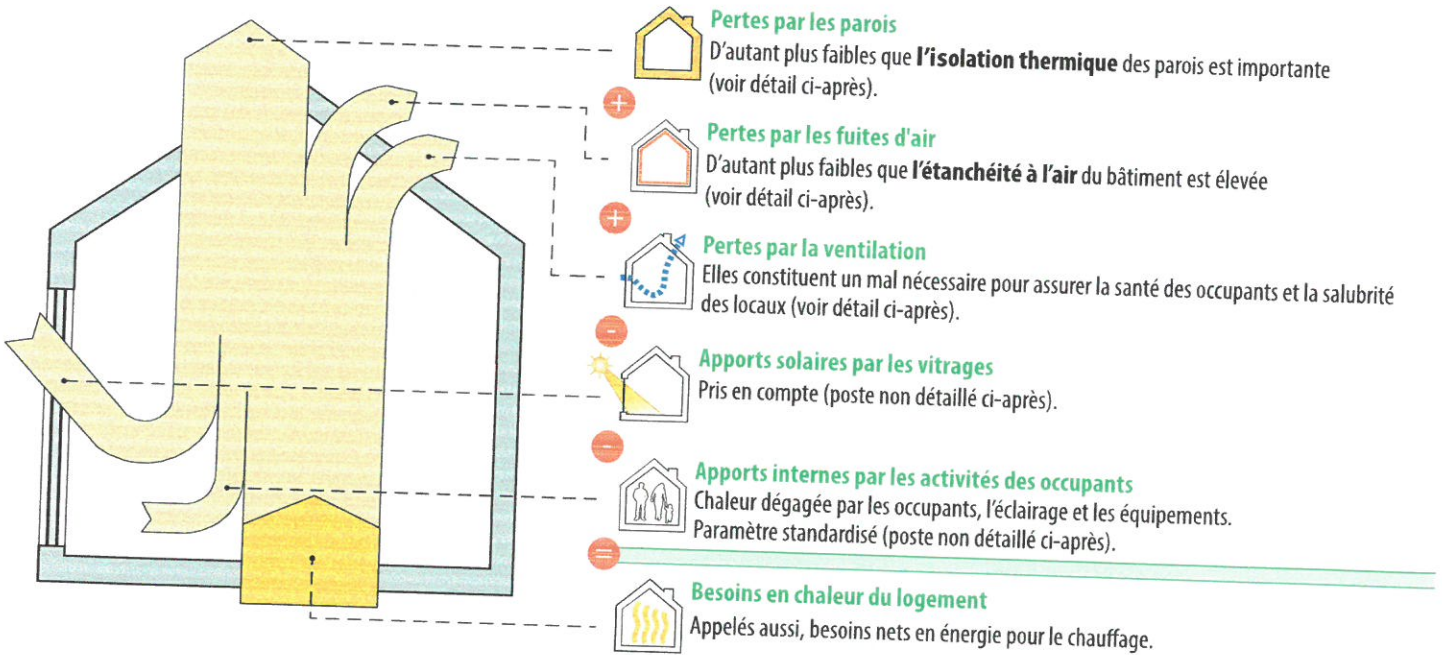 Pertes par les parois
D'autant plus faibles que l'isolation thermique des parois est importante
(voir détail ci-après).
+
Pertes par les fuites d'air
D'autant plus faibles que l'étanchéité à l'air du bâtiment est élevée
(voir détail ci-après).
+
Pertes par la ventilation
Elles constituent un mal nécessaire pour assurer la santé des occupants et la salubrité
des locaux (voir détail ci-après).
-
Apports solaires par les vitrages
Pris en compte (poste non détaillé ci-après).
-
Apports internes par les activités des occupants
Chaleur dégagée par les occupants, l'éclairage et les équipements.
Paramètre standardisé (poste non détaillé ci-après).
=
Besoins en chaleur du logement
Appelés aussi, besoins nets en énergie pour le chauffage.